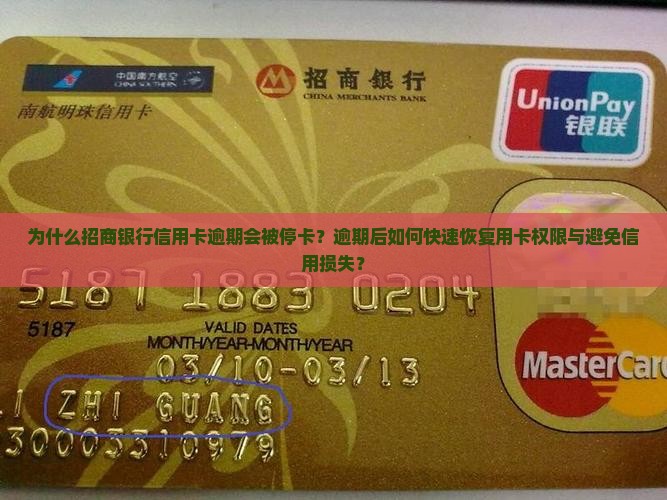 中国南方航空
CHINA SOUTHERN
招商銀行
CHINA MERCHANTS BANK
UnionPay
银联
南航明珠信用卡
为什么招商银行信用卡逾期会被停卡？逾期后如何快速恢复用卡权限与避免信
用损失？
5187 1883 0204
5187
VALID DATES
MONTH/YEAR-MONTH/YEAR
03/10-03/13
MasterCard
LI ZHI GUANG
30003310979